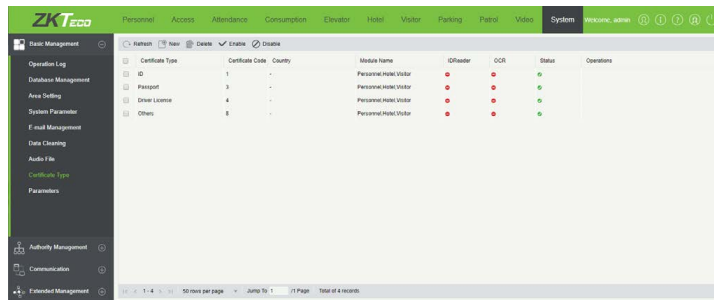 ZKTeco Personnel Access Attendance Consumption Elevator Hotel Visitor Parking Patrol Video System Welcome, admin
Basic Management
Refresh New Delete Enable Disable
Certificate Type Certificate Code Country Module Name IDReader OCR Status Operations
Operation Log
ID 1 - Personnel,Hotel,Visitor
Database Management
Passport 3 - Personnel,Hotel,Visitor
Area Setting
Driver License 4 - Personnel,Hotel,Visitor
System Parameter
Others 8 - Personnel,Hotel,Visitor
E-mail Management
Data Cleaning
Audio File
Certificate Type
Parameters
Authority Management
Communication
Extended Management
1-4 50 rows per page Jump To 1 /1 Page Total of 4 records